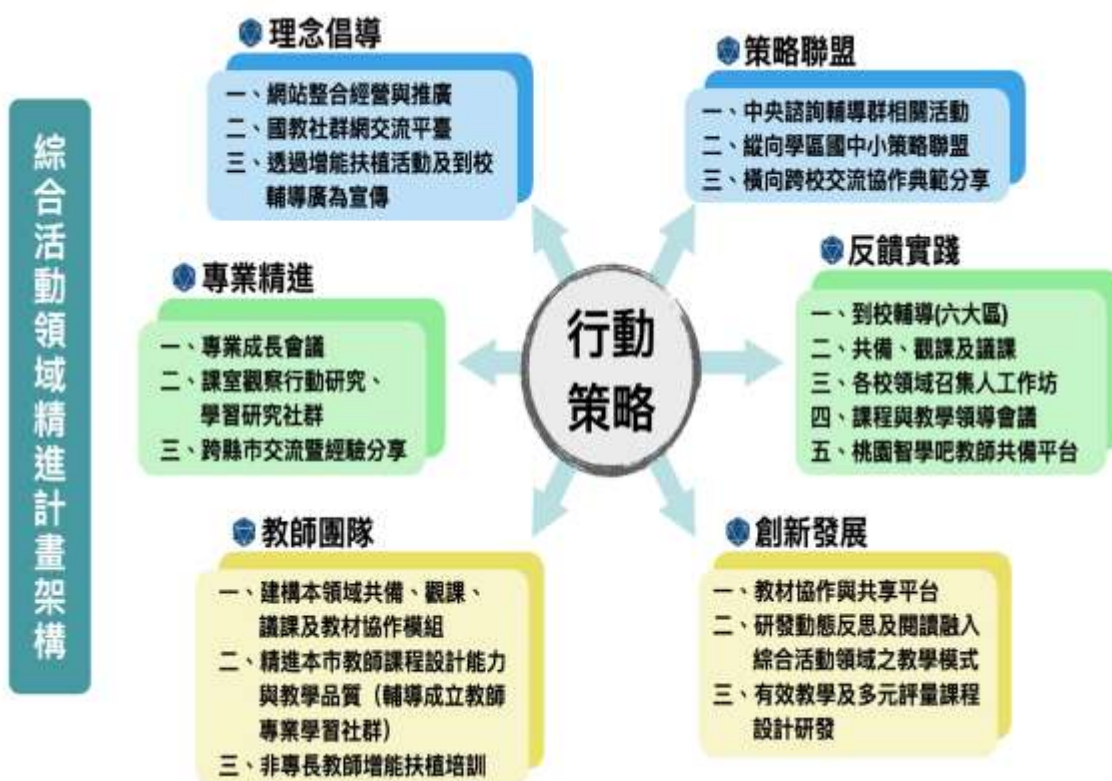 綜合活動領域精進計畫架構
理念倡導
一、網站整合經營與推廣
二、國教社群網交流平臺
三、透過增能扶植活動及到校
輔導廣為宣傳
策略聯盟
一、中央諮詢輔導群相關活動
二、縱向學區國中小策略聯盟
三、橫向跨校交流協作典範分享
專業精進
一、專業成長會議
二、課室觀察行動研究、
學習研究社群
三、跨縣市交流暨經驗分享
行動
策略
反饋實踐
一、到校輔導(六大區)
二、共備、觀課及議課
三、各校領域召集人工作坊
四、課程與教學領導會議
五、桃園智學吧教師共備平台
教師團隊
一、建構本領域共備、觀課、
議課及教材協作模組
二、精進本市教師課程設計能力
與教學品質（輔導成立教師
專業學習社群）
三、非專長教師增能扶植培訓
創新發展
一、教材協作與共享平台
二、研發動態反思及閱讀融入
綜合活動領域之教學模式
三、有效教學及多元評量課程
設計研發